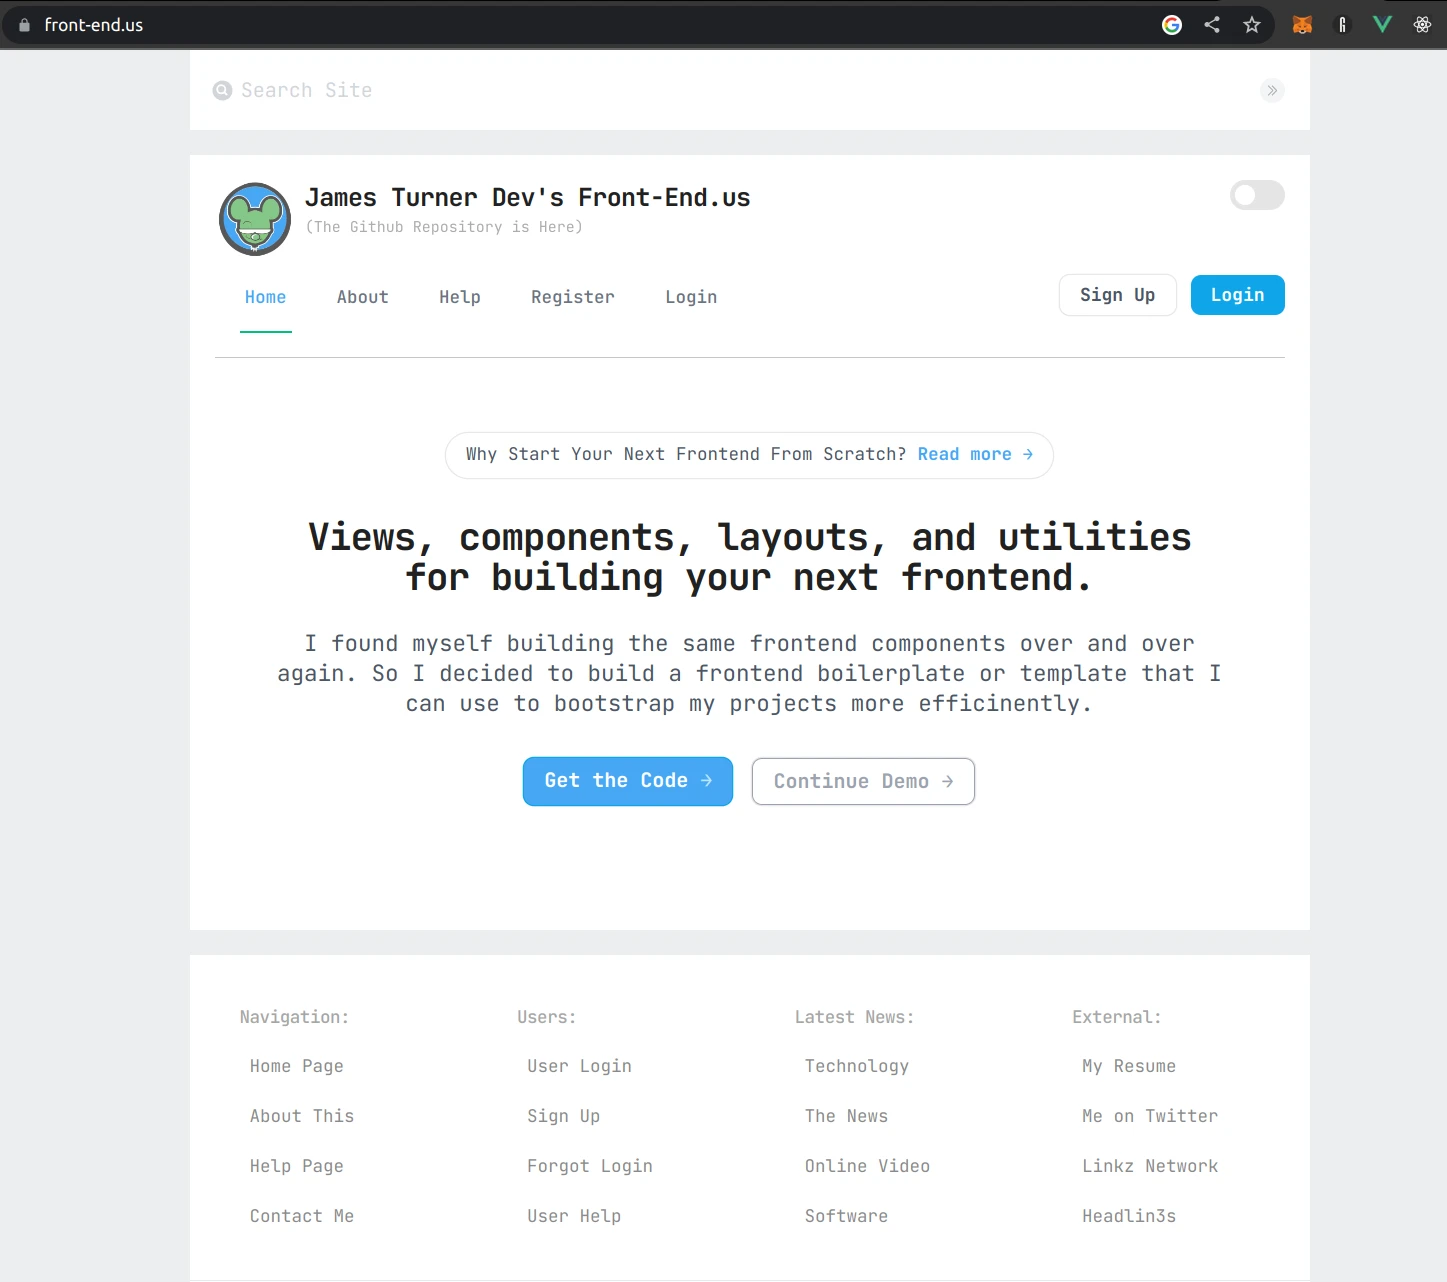 front-end.us
Search Site
James Turner Dev's Front-End.us
(The Github Repository is Here)
Home About Help Register Login
Sign Up Login
Why Start Your Next Frontend From Scratch? Read more →
Views, components, layouts, and utilities
for building your next frontend.
I found myself building the same frontend components over and over
again. So I decided to build a frontend boilerplate or template that I
can use to bootstrap my projects more efficinently.
Get the Code → Continue Demo →
Navigation:
Home Page
About This
Help Page
Contact Me
Users:
User Login
Sign Up
Forgot Login
User Help
Latest News:
Technology
The News
Online Video
Software
External:
My Resume
Me on Twitter
Linkz Network
Headlin3s